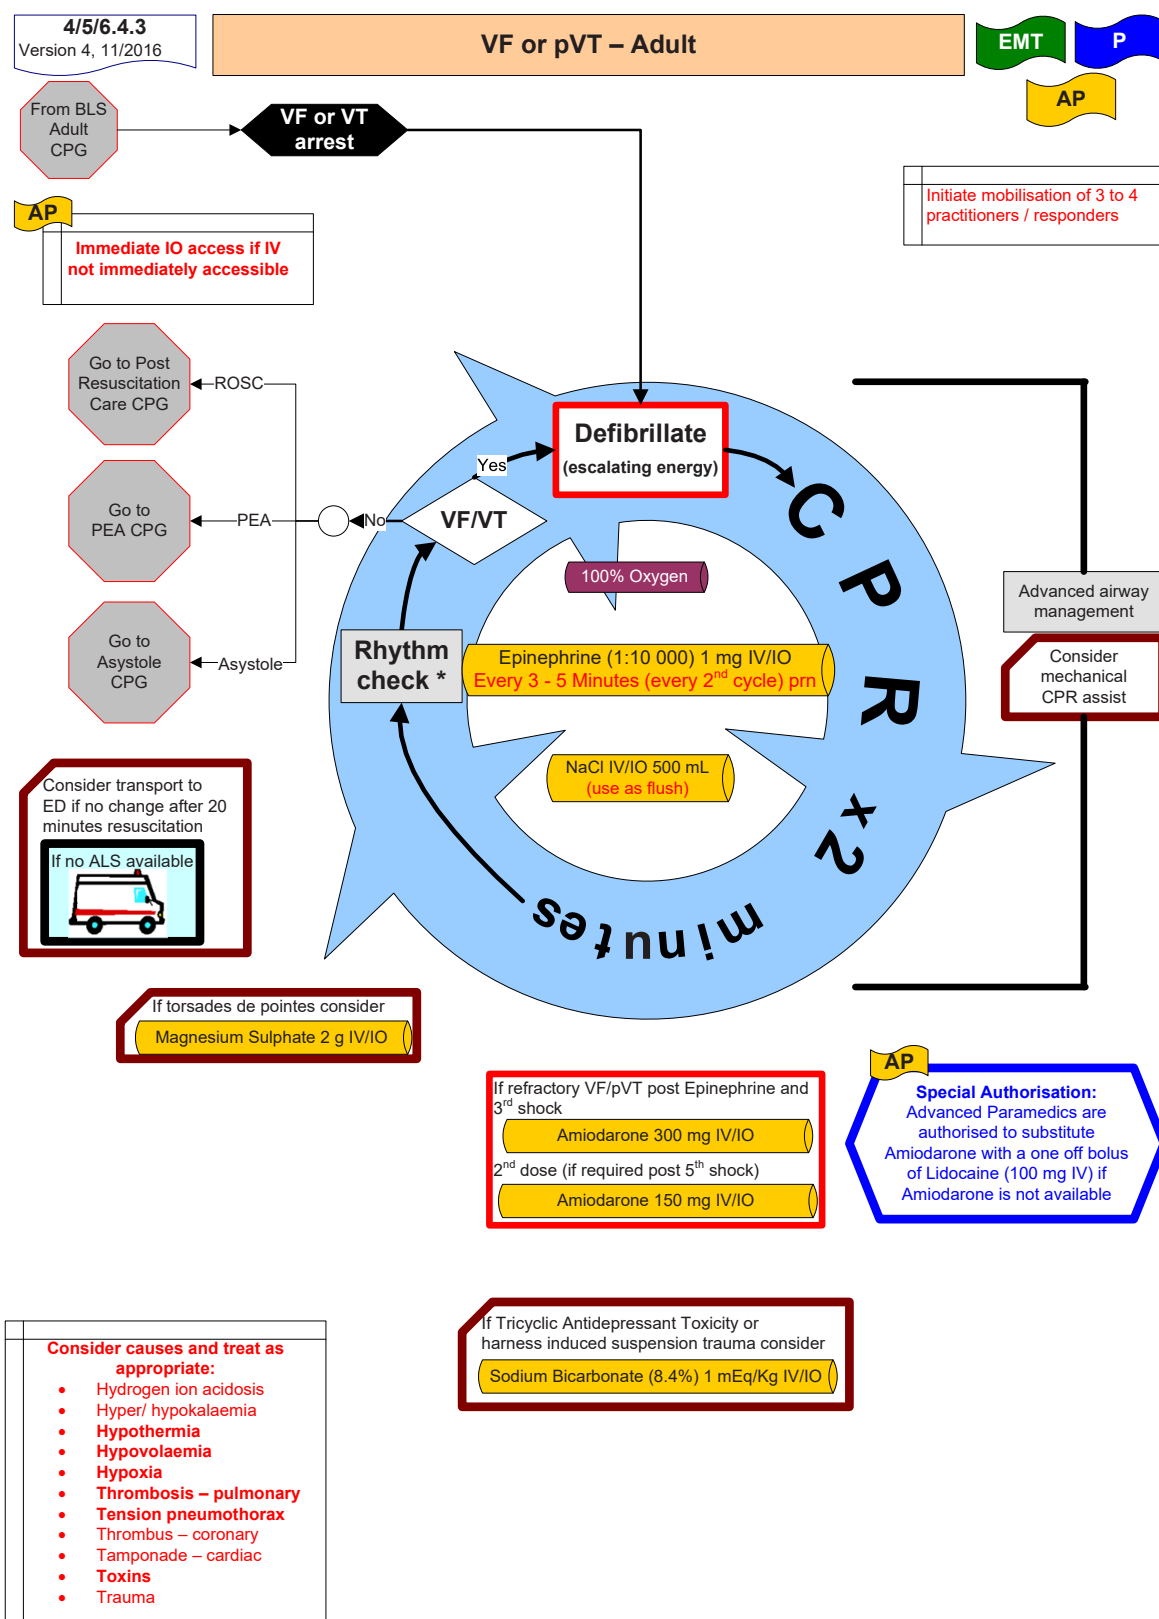 4/5/6.4.3
Version 4, 11/2016
VF or pVT – Adult
EMT
P
AP
From BLS
Adult
CPG
VF or VT
arrest
Initiate mobilisation of 3 to 4
practitioners / responders
AP
Immediate IO access if IV
not immediately accessible
Go to Post
Resuscitation
Care CPG
ROSC
Defibrillate
(escalating energy)
Yes
VF/VT
No
PEA
Go to
PEA CPG
100% Oxygen
Advanced airway
management
Consider
mechanical
CPR assist
Go to
Asystole
CPG
Asystole
Rhythm
check *
Epinephrine (1:10 000) 1 mg IV/IO
Every 3 - 5 Minutes (every 2nd cycle) prn
NaCl IV/IO 500 mL
(use as flush)
CPR x2 minutes
Consider transport to
ED if no change after 20
minutes resuscitation
If no ALS available
If torsades de pointes consider
Magnesium Sulphate 2 g IV/IO
If refractory VF/pVT post Epinephrine and
3rd shock
Amiodarone 300 mg IV/IO
2nd dose (if required post 5th shock)
Amiodarone 150 mg IV/IO
AP
Special Authorisation:
Advanced Paramedics are
authorised to substitute
Amiodarone with a one off bolus
of Lidocaine (100 mg IV) if
Amiodarone is not available
If Tricyclic Antidepressant Toxicity or
harness induced suspension trauma consider
Sodium Bicarbonate (8.4%) 1 mEq/Kg IV/IO
Consider causes and treat as
appropriate:
• Hydrogen ion acidosis
• Hyper/ hypokalaemia
• Hypothermia
• Hypovolaemia
• Hypoxia
• Thrombosis – pulmonary
• Tension pneumothorax
• Thrombus – coronary
• Tamponade – cardiac
• Toxins
• Trauma